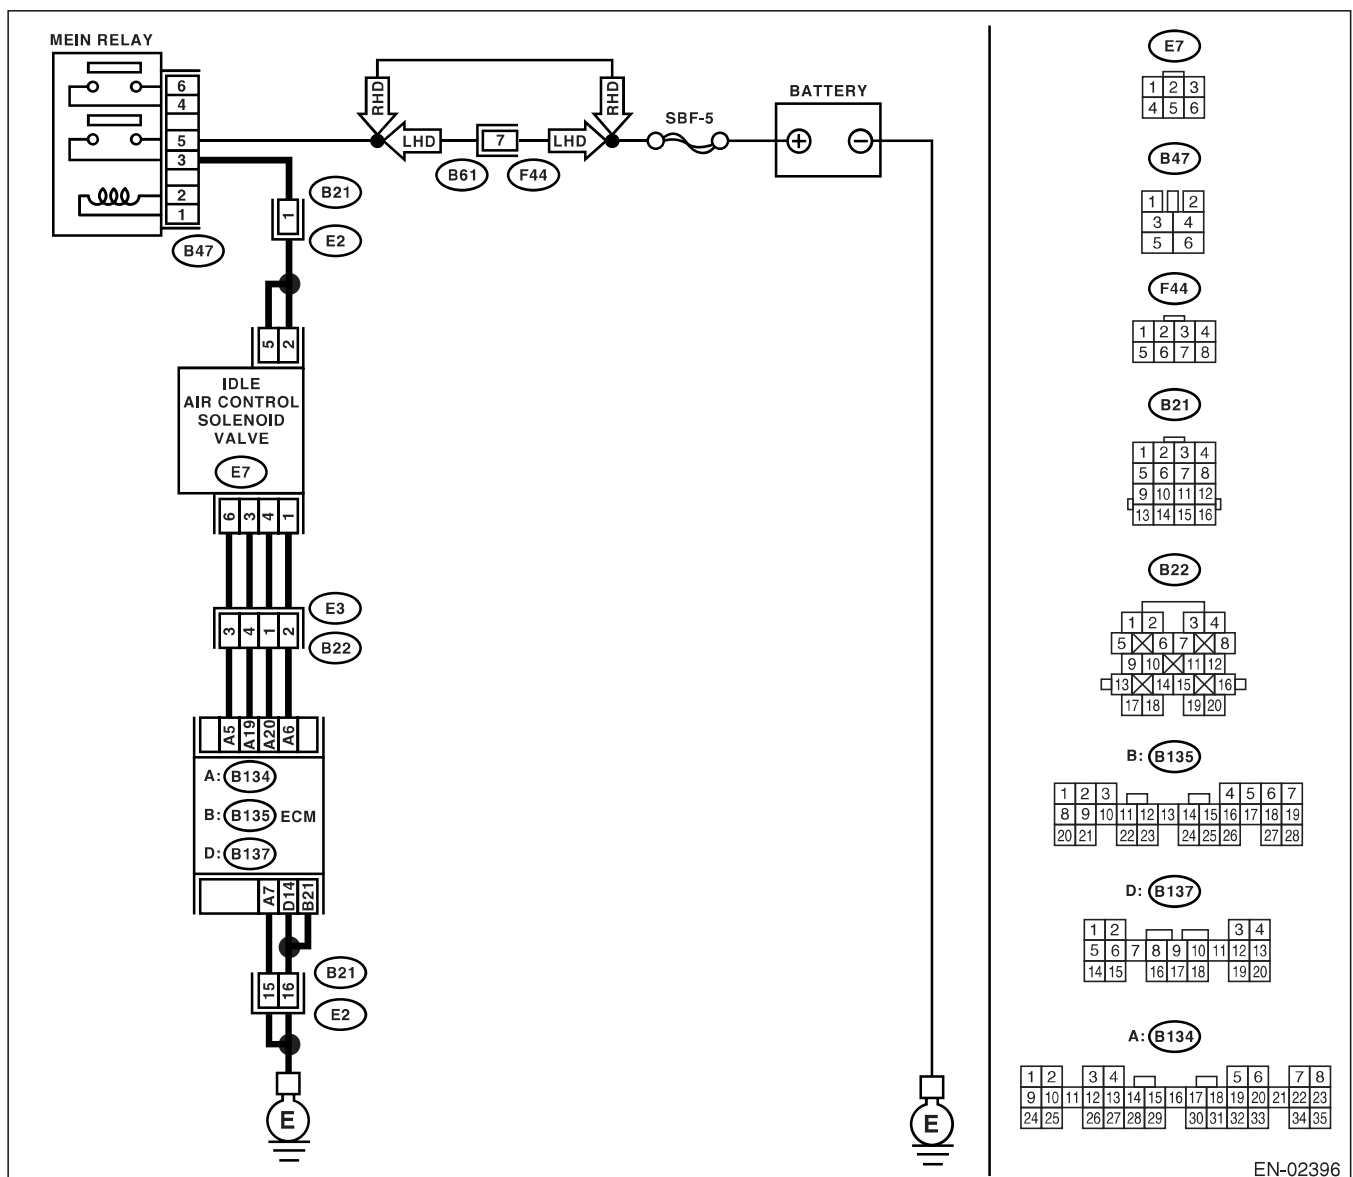 MEIN RELAY
6
4
5
3
2
1
B47
RHD
RHD
LHD
7
LHD
B61
F44
SBF-5
BATTERY
+
−
1
B21
E2
5 2
IDLE
AIR CONTROL
SOLENOID
VALVE
E7
6 3 4 1
E3
3 4 1 2
B22
A5 A19 A20 A6
A: B134
B: B135 ECM
D: B137
A7 D14 B21
B21
15 16
E2
E
E
E7
1 2 3
4 5 6
B47
1 2
3 4
5 6
F44
1 2 3 4
5 6 7 8
B21
1 2 3 4
5 6 7 8
9 10 11 12
13 14 15 16
B22
1 2 3 4
5 6 7 8
9 10 11 12
13 14 15 16
17 18 19 20
B: B135
1 2 3 4 5 6 7
8 9 10 11 12 13 14 15 16 17 18 19
20 21 22 23 24 25 26 27 28
D: B137
1 2 3 4
5 6 7 8 9 10 11 12 13
14 15 16 17 18 19 20
A: B134
1 2 3 4 5 6 7 8
9 10 11 12 13 14 15 16 17 18 19 20 21 22 23
24 25 26 27 28 29 30 31 32 33 34 35
EN-02396